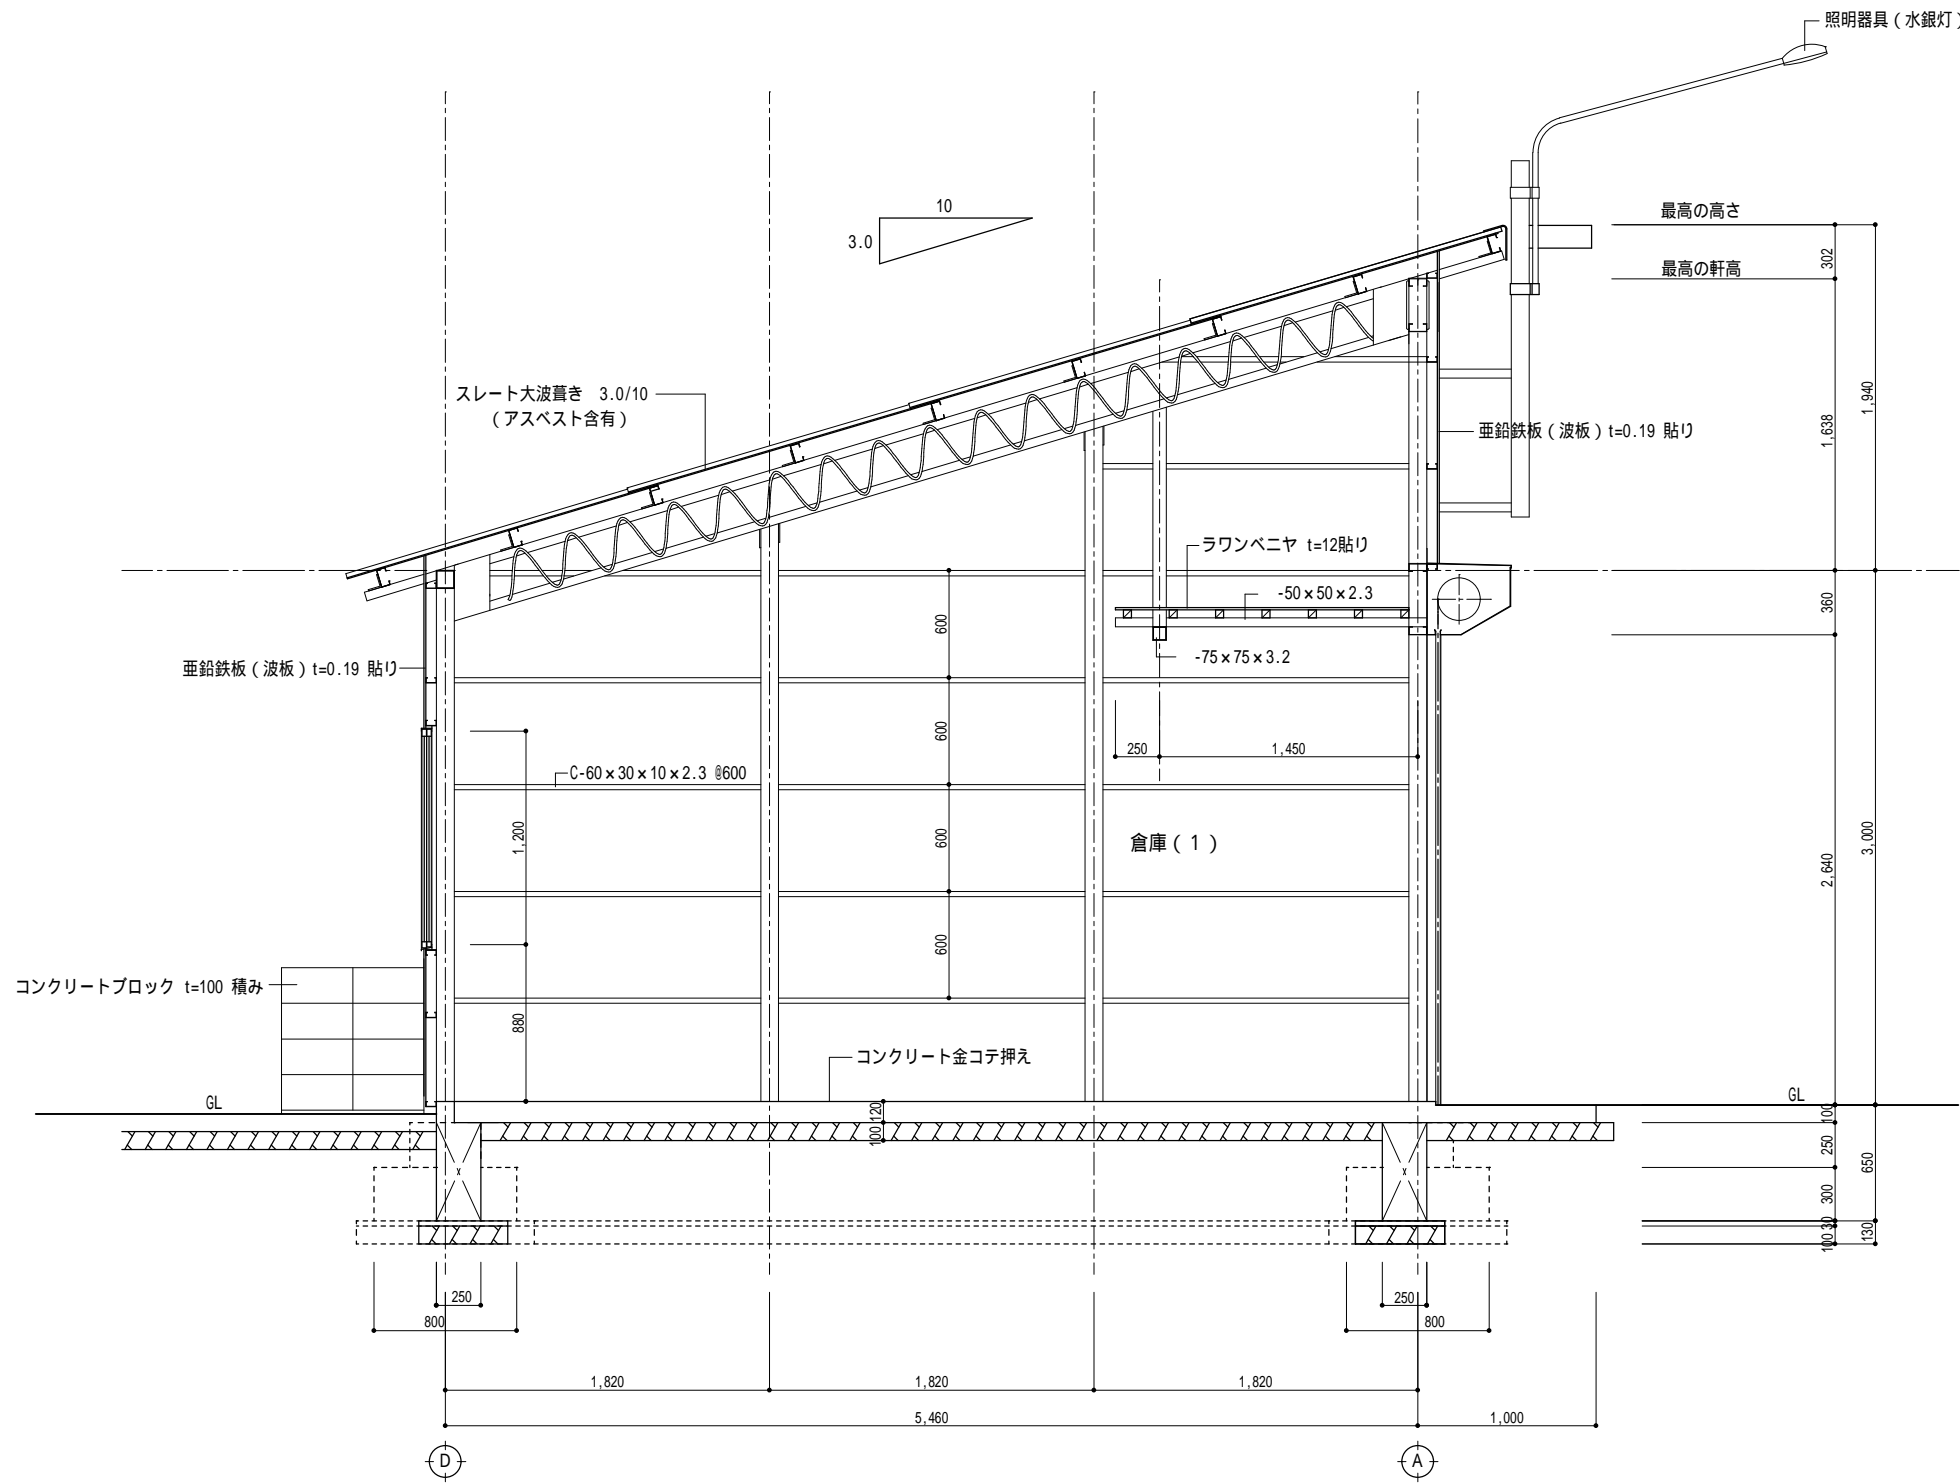 照明器具（水銀灯）
10
3.0
最高の高さ
302
最高の軒高
スレート大波葺き 3.0/10
（アスベスト含有）
1,940
1,638
亜鉛鉄板（波板）t=0.19 貼り
ラワンベニヤ t=12貼り
-50×50×2.3
360
600
-75×75×3.2
亜鉛鉄板（波板）t=0.19 貼り
600
250
1,450
C-60×30×10×2.3 @600
1,200
600
倉庫（１）
3,000
2,640
600
コンクリートブロック t=100 積み
880
コンクリート金コテ押え
GL
GL
120
100
100
250
650
300
30
100
130
250
800
250
800
1,820
1,820
1,820
5,460
1,000
D
A